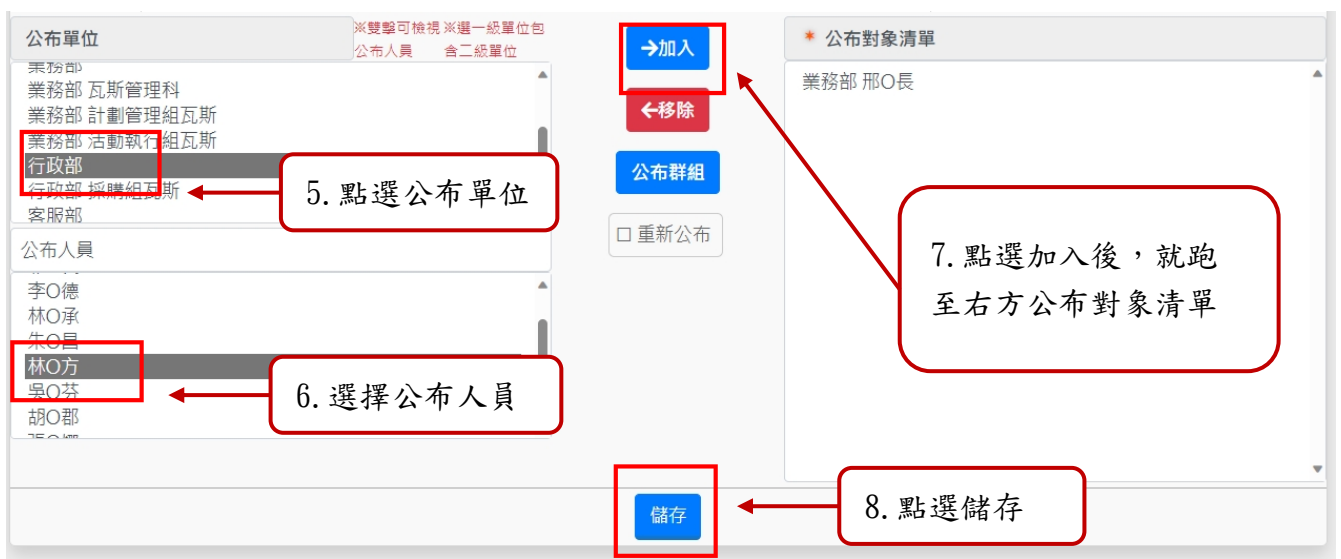 公布單位
※雙擊可檢視
公布人員
※選一級單位包
含二級單位
業務部
業務部 瓦斯管理科
業務部 計劃管理組瓦斯
業務部 活動執行組瓦斯
行政部
行政部 採購組瓦斯
客服部
5.點選公布單位
公布人員
李O德
林O承
朱O昌
林O方
吳O芬
胡O郡
6.選擇公布人員
→加入
←移除
公布群組
重新公布
* 公布對象清單
業務部 邢O長
7.點選加入後，就跑
至右方公布對象清單
儲存
8.點選儲存